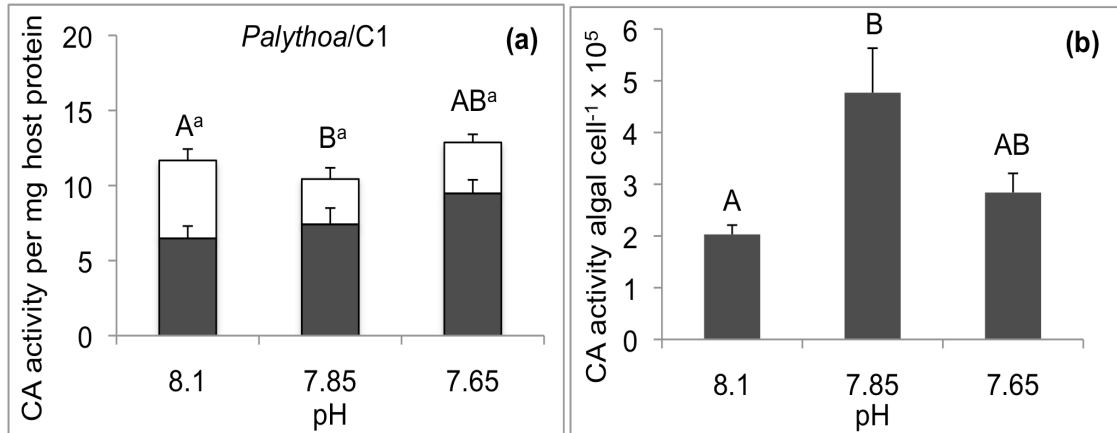 Palythoa/C1
(a)
CA activity per mg host protein
20
15
10
5
0
Aᵃ
Bᵃ
ABᵃ
8.1 7.85 7.65
pH
(b)
CA activity algal cell⁻¹ x 10⁵
6
5
4
3
2
1
0
A
B
AB
8.1 7.85 7.65
pH